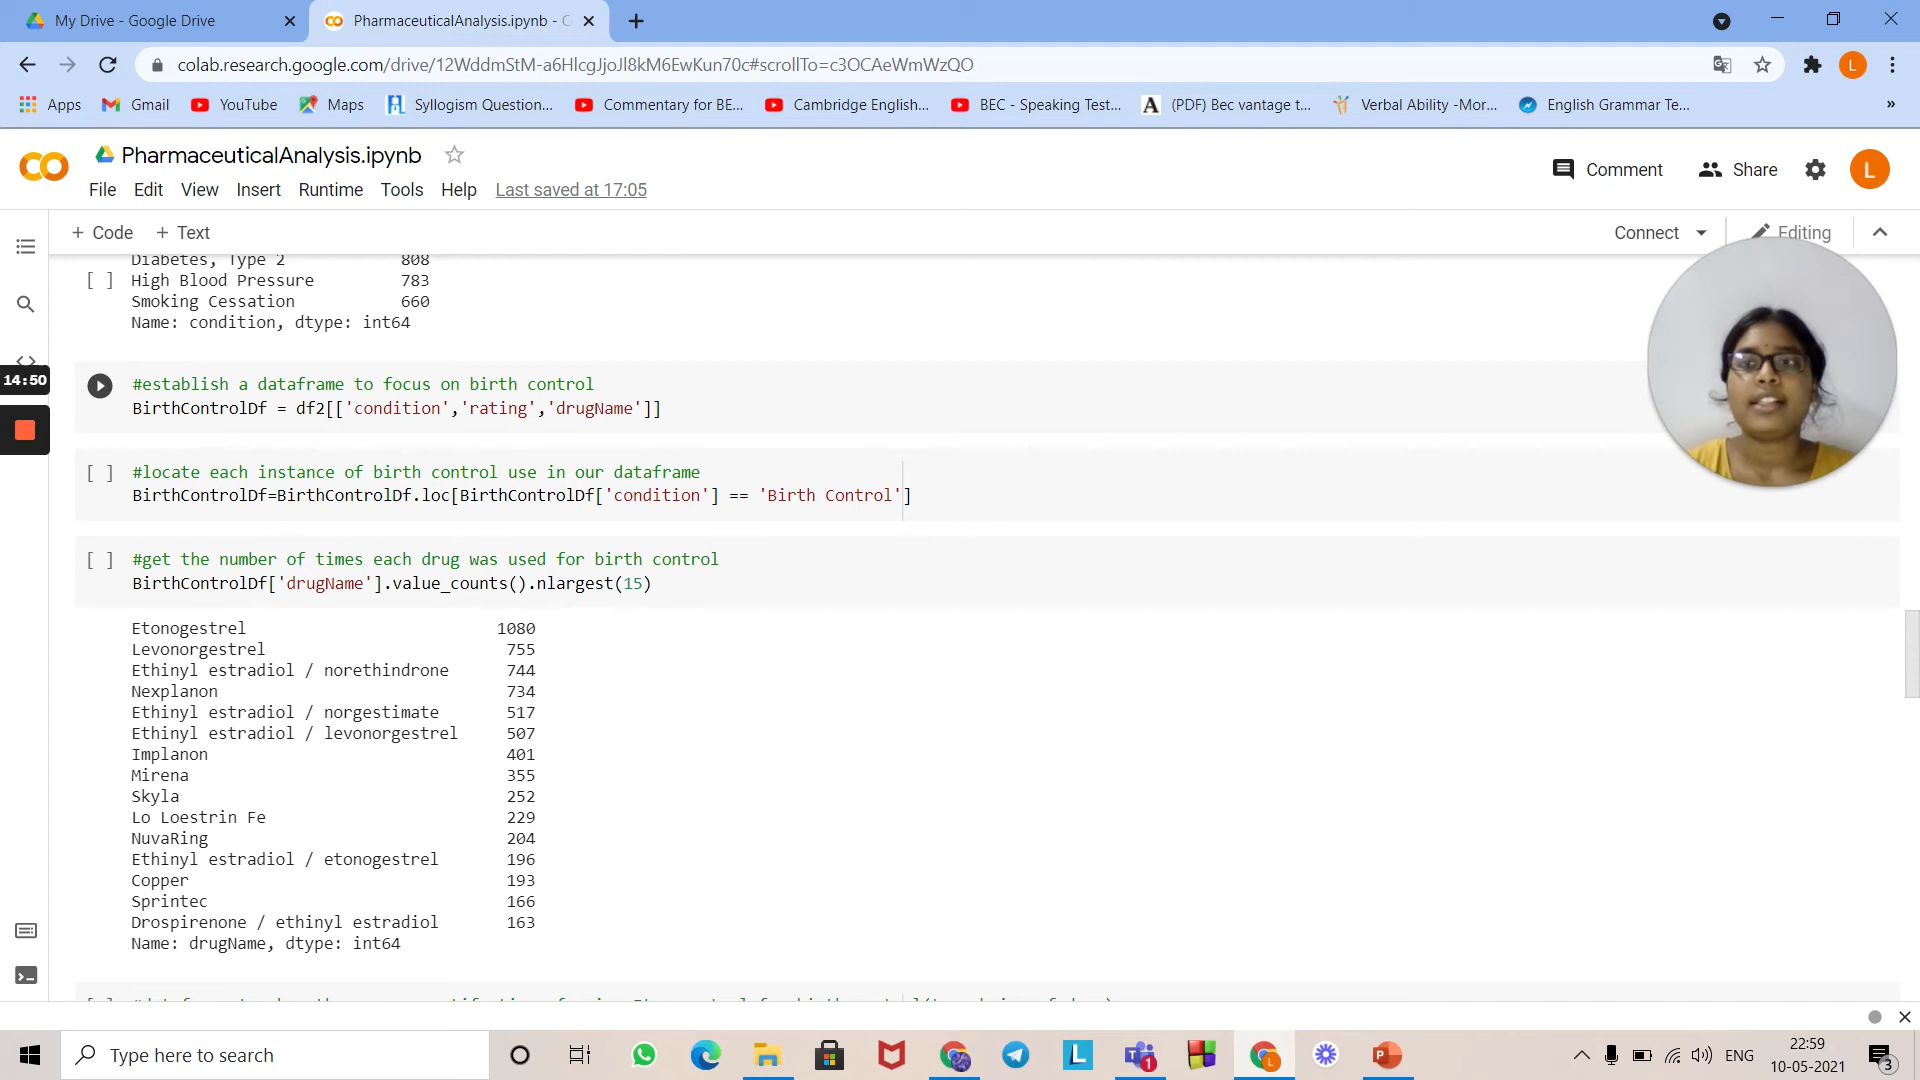 My Drive - Google Drive
PharmaceuticalAnalysis.ipynb - C
colab.research.google.com/drive/12WddmStM-a6HlcgJjoJl8kM6EwKun70c#scrollTo=c3OCAeWmWzQO
L
Apps
Gmail
YouTube
Maps
Syllogism Question...
Commentary for BE...
Cambridge English...
BEC - Speaking Test...
(PDF) Bec vantage t...
Verbal Ability -Mor...
English Grammar Te...
»
PharmaceuticalAnalysis.ipynb
File Edit View Insert Runtime Tools Help Last saved at 17:05
Comment
Share
L
+ Code + Text
Connect
Editing
Diabetes, Type 2 808
[ ] High Blood Pressure 783
Smoking Cessation 660
Name: condition, dtype: int64
14:50
#establish a dataframe to focus on birth control
BirthControlDf = df2[['condition','rating','drugName']]
[ ] #locate each instance of birth control use in our dataframe
BirthControlDf=BirthControlDf.loc[BirthControlDf['condition'] == 'Birth Control']
[ ] #get the number of times each drug was used for birth control
BirthControlDf['drugName'].value_counts().nlargest(15)
Etonogestrel 1080
Levonorgestrel 755
Ethinyl estradiol / norethindrone 744
Nexplanon 734
Ethinyl estradiol / norgestimate 517
Ethinyl estradiol / levonorgestrel 507
Implanon 401
Mirena 355
Skyla 252
Lo Loestrin Fe 229
NuvaRing 204
Ethinyl estradiol / etonogestrel 196
Copper 193
Sprintec 166
Drospirenone / ethinyl estradiol 163
Name: drugName, dtype: int64
Type here to search
ENG
22:59
10-05-2021
3